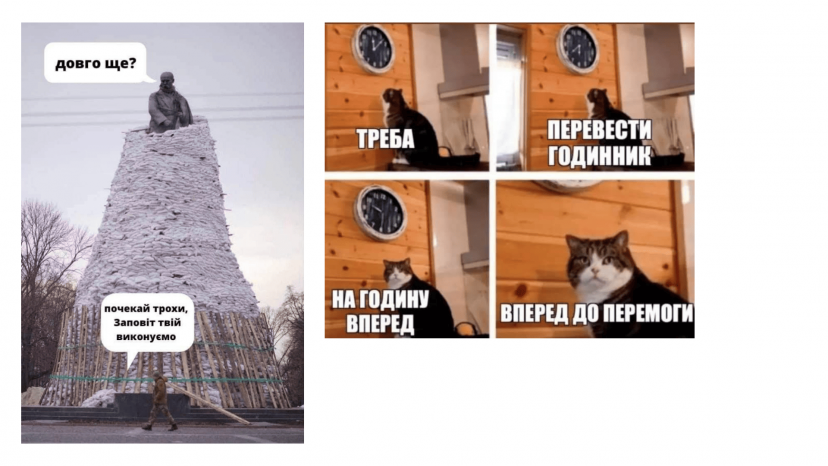 довго ще?
почекай трохи,
Заповіт твій
виконуємо
ТРЕБА
ПЕРЕВЕСТИ
ГОДИННИК
НА ГОДИНУ
ВПЕРЕД
ВПЕРЕД ДО ПЕРЕМОГИ